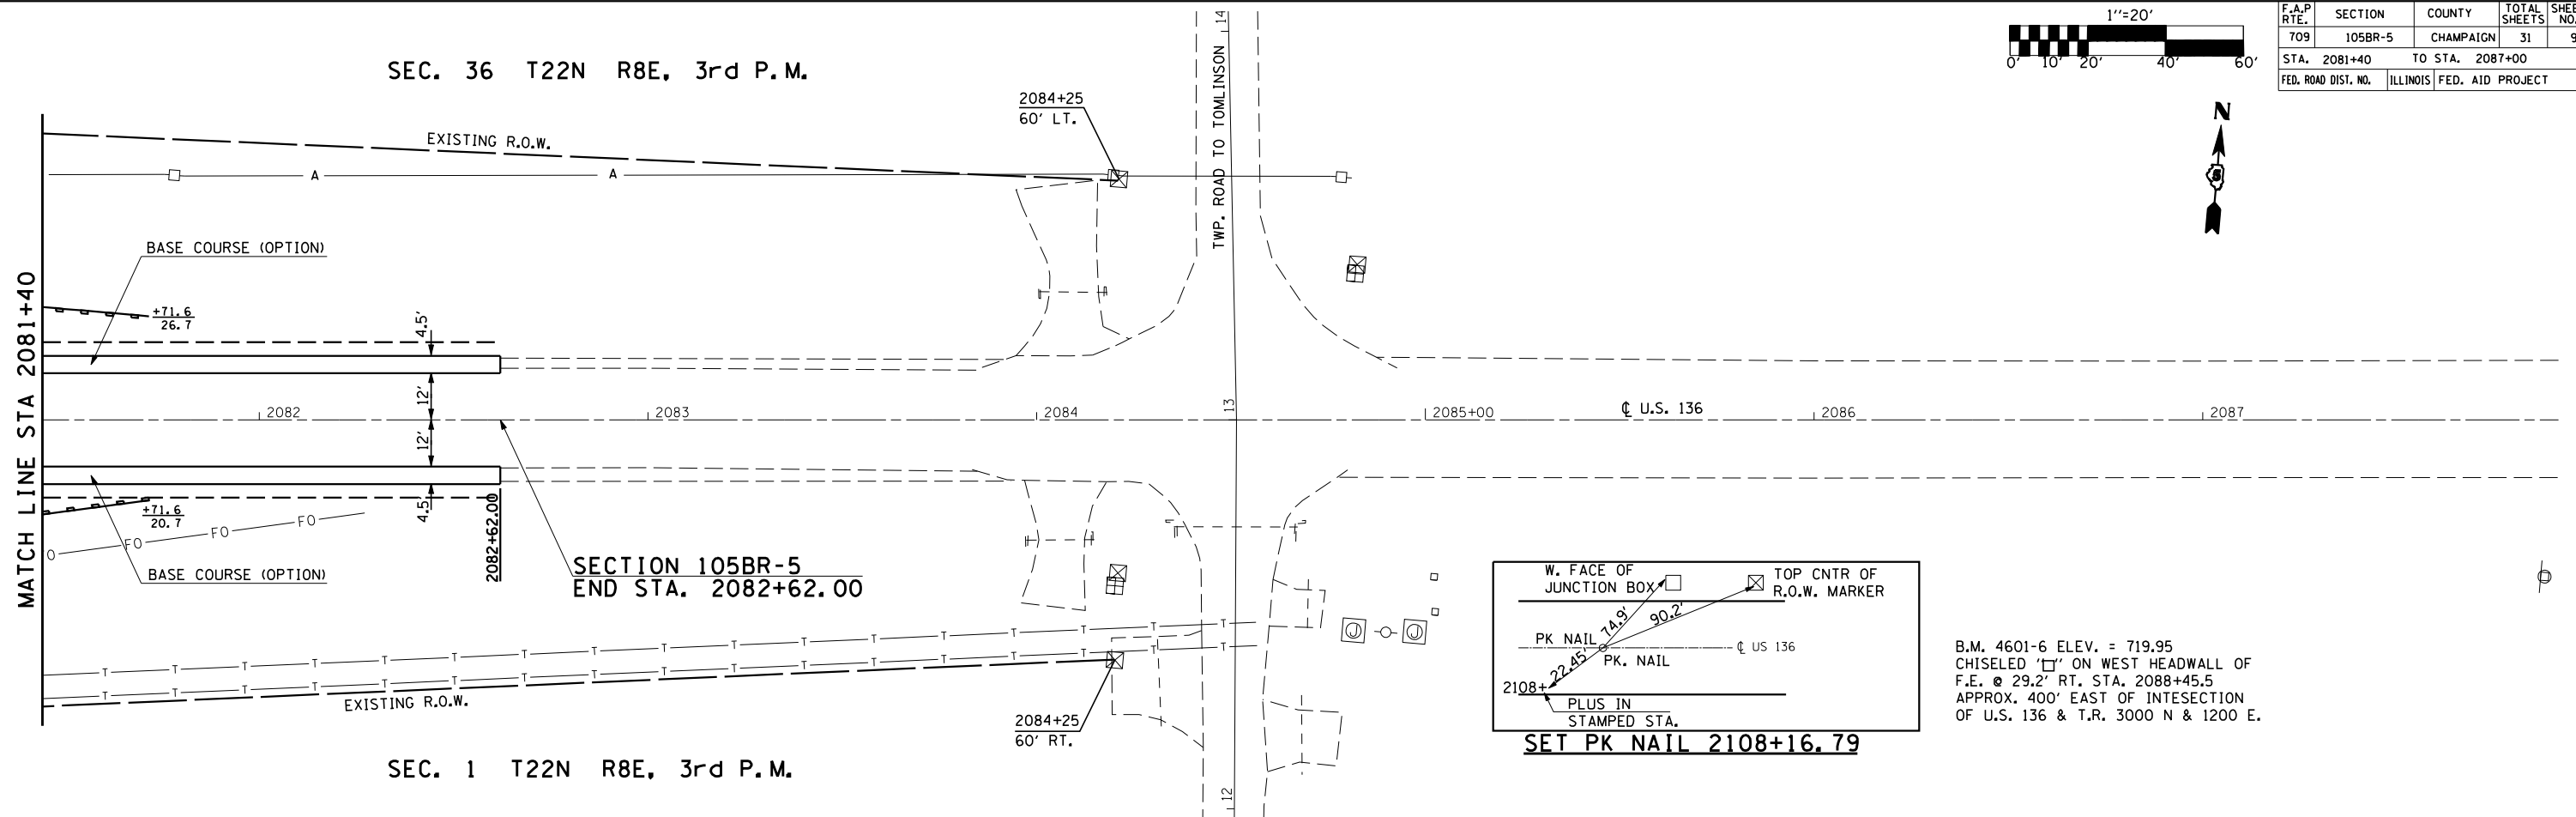 1"=20'
0' 10' 20' 40' 60'
F.A.P RTE. SECTION COUNTY TOTAL SHEETS
709 105BR-5 CHAMPAIGN 31 9
STA. 2081+40 TO STA. 2087+00
FED. ROAD DIST. NO. ILLINOIS FED. AID PROJECT
N
5
SEC. 36 T22N R8E, 3rd P.M.
2084+25
60' LT.
TWP. ROAD TO TOMLINSON
14
EXISTING R.O.W.
A A
BASE COURSE (OPTION)
+71.6
26.7
4.5'
MATCH LINE STA 2081+40
12'
2082 2083 2084 13 2085+00 ℄ U.S. 136 2086 2087
12'
4.5'
+71.6
20.7
O FO FO FO
BASE COURSE (OPTION)
2082+62.00
SECTION 105BR-5
END STA. 2082+62.00
J J
T T T T T T T T T T T T T T T T T
T T T T T T T T T T T T T T T T T
EXISTING R.O.W.
2084+25
60' RT.
12
SEC. 1 T22N R8E, 3rd P.M.
W. FACE OF
JUNCTION BOX
TOP CNTR OF
R.O.W. MARKER
74.9'
90.2'
PK NAIL
℄ US 136
PK. NAIL
22.45'
2108+
PLUS IN
STAMPED STA.
SET PK NAIL 2108+16.79
B.M. 4601-6 ELEV. = 719.95
CHISELED "□" ON WEST HEADWALL OF
F.E. @ 29.2' RT. STA. 2088+45.5
APPROX. 400' EAST OF INTESECTION
OF U.S. 136 & T.R. 3000 N & 1200 E.